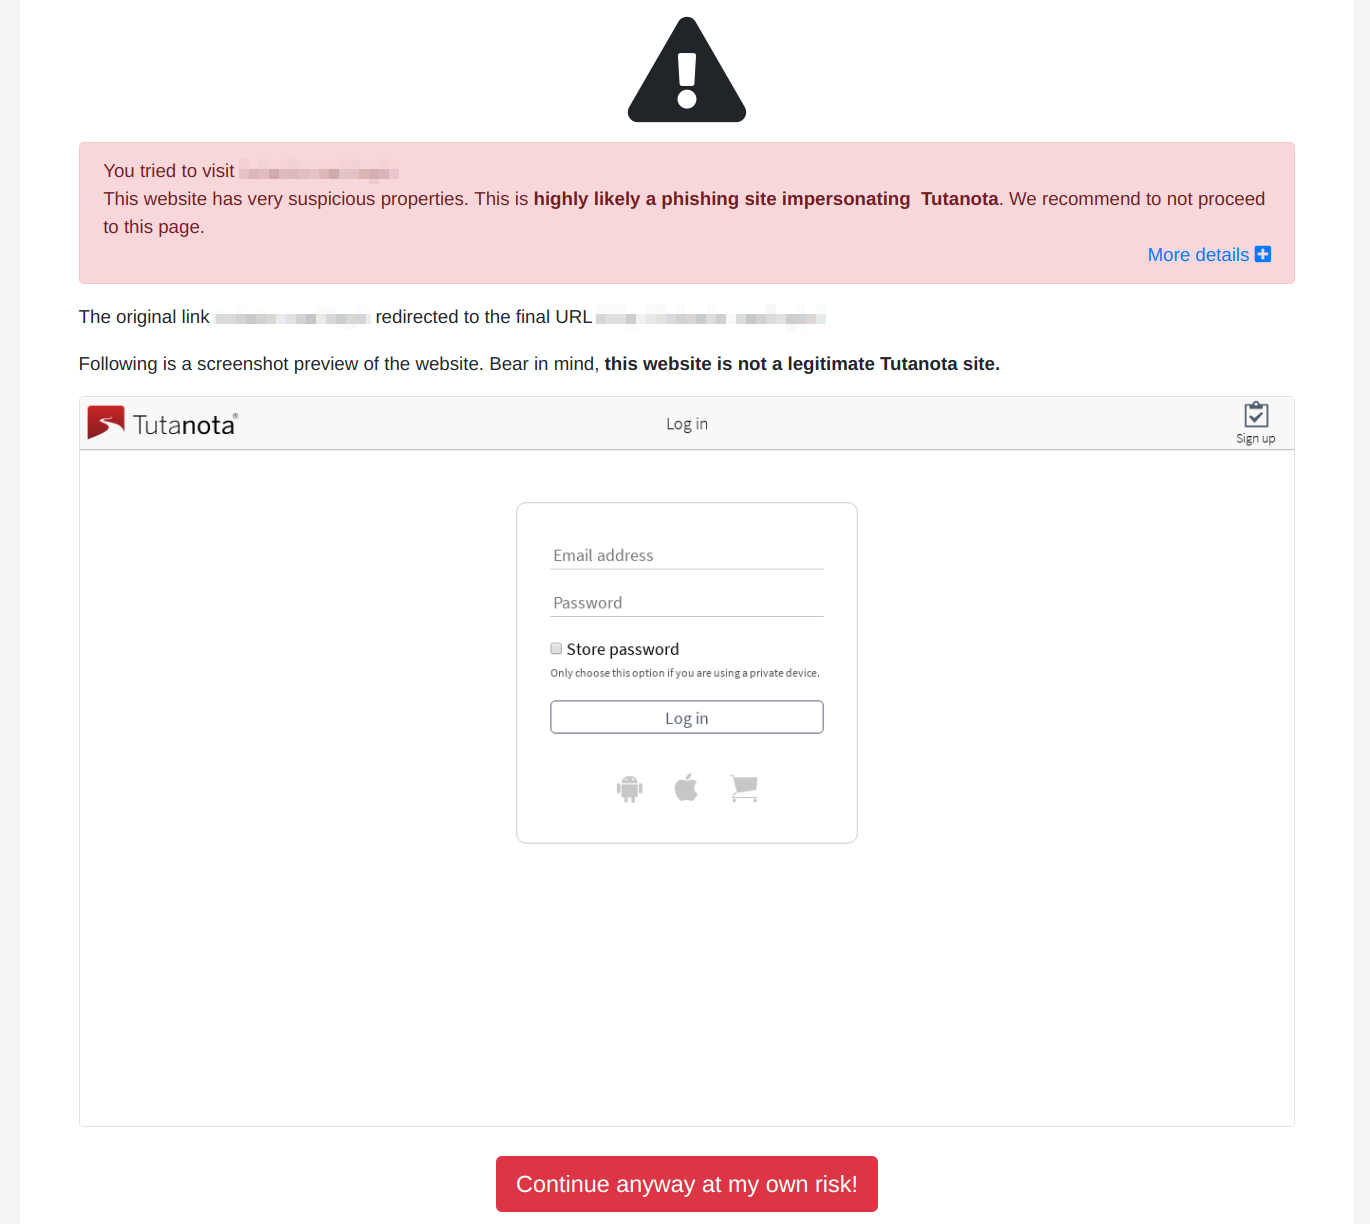 You tried to visit
This website has very suspicious properties. This is highly likely a phishing site impersonating Tutanota. We recommend to not proceed
to this page.
More details
The original link redirected to the final URL
Following is a screenshot preview of the website. Bear in mind, this website is not a legitimate Tutanota site.
Tutanota® Log in
Sign up
Email address
Password
Store password
Only choose this option if you are using a private device.
Log in
Continue anyway at my own risk!